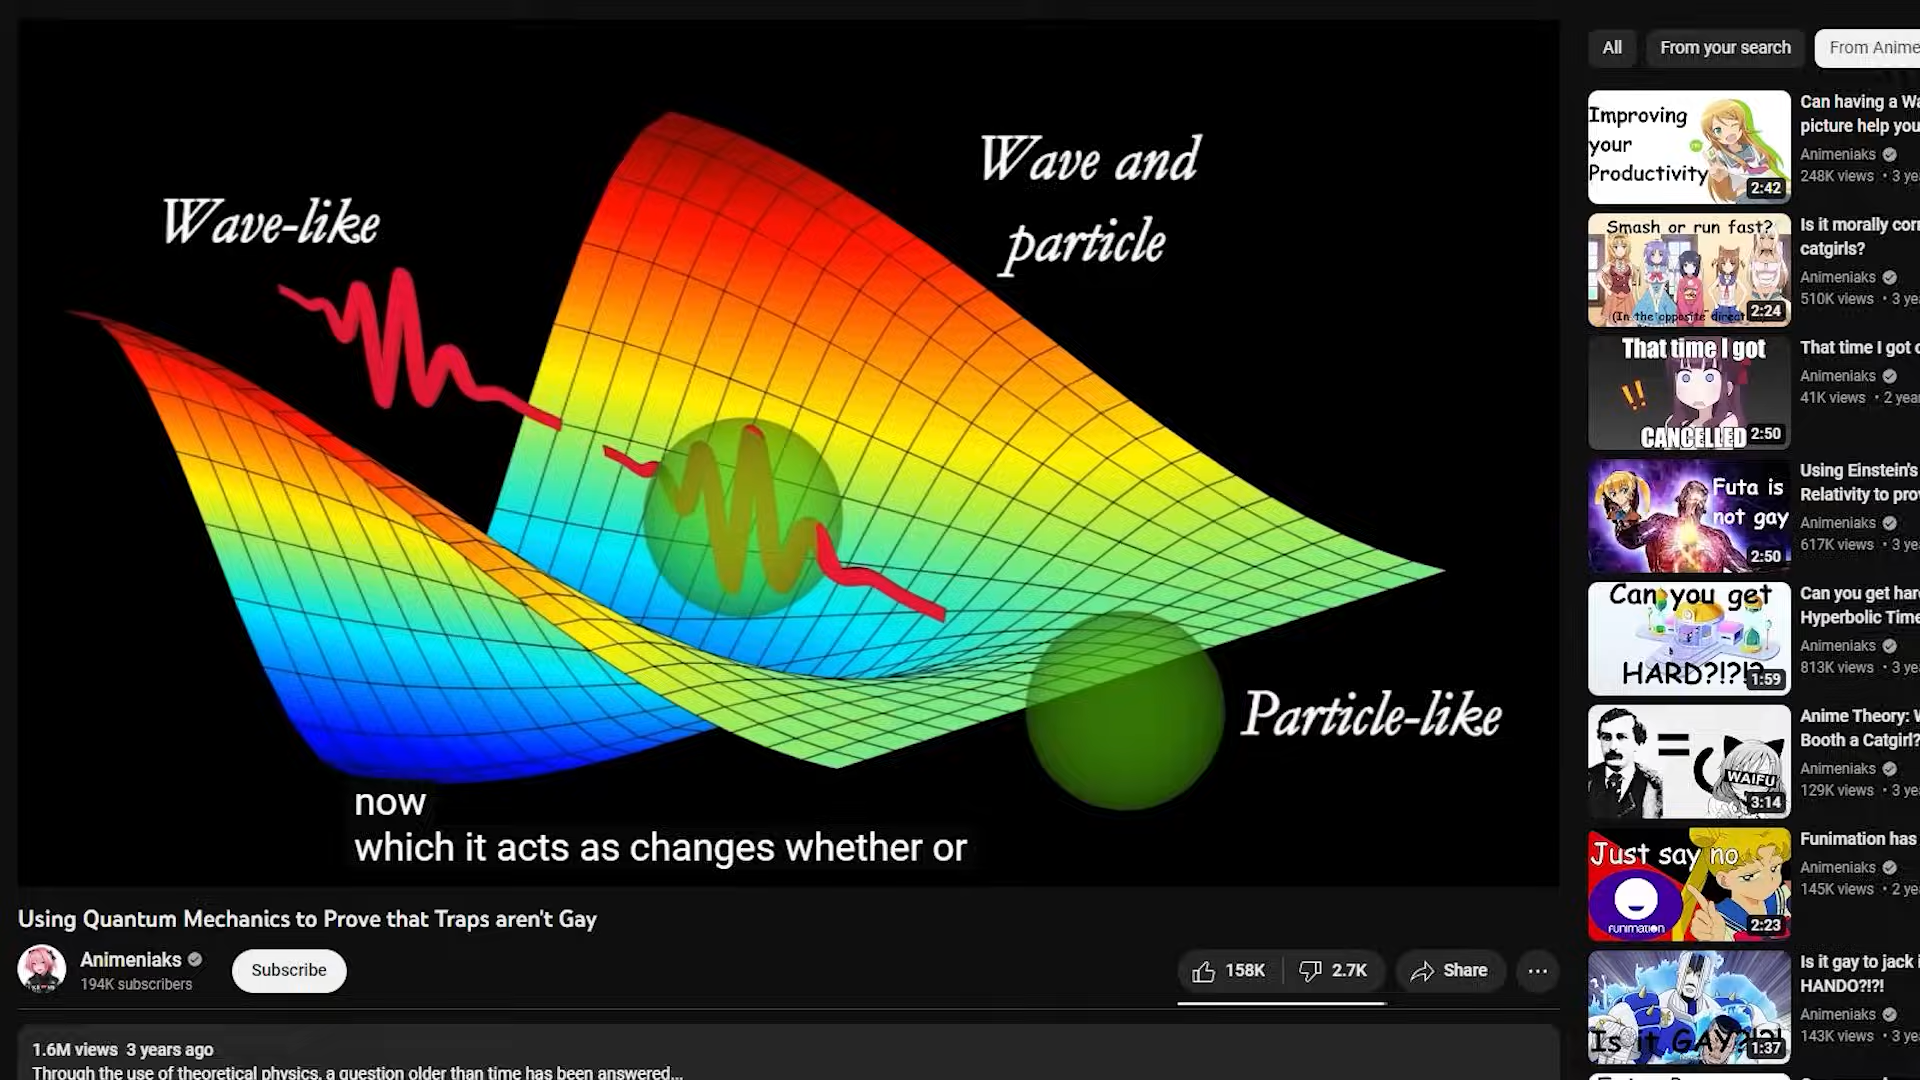 Wave-like
Wave and
particle
Particle-like
now
which it acts as changes whether or
Using Quantum Mechanics to Prove that Traps aren't Gay
Animeniaks
194K subscribers
Subscribe
158K
2.7K
Share
1.6M views 3 years ago
Through the use of theoretical physics, a question older than time has been answered...
All
From your search
From Anime
Improving
your
Productivity
2:42
Can having a Wa
picture help you
Animeniaks
248K views • 3 ye
Smash or run fast?
(In the opposite direct
2:24
Is it morally corr
catgirls?
Animeniaks
510K views • 3 ye
That time I got
CANCELLED
2:50
That time I got c
Animeniaks
41K views • 2 year
Futa is
not gay
2:50
Using Einstein's
Relativity to prov
Animeniaks
617K views • 3 ye
Can you get
HARD?!?!?
1:59
Can you get hard
Hyperbolic Time
Animeniaks
813K views • 3 ye
=
WAIFU
3:14
Anime Theory: W
Booth a Catgirl?
Animeniaks
129K views • 3 ye
Just say no
FUNIMATION
2:23
Funimation has
Animeniaks
145K views • 2 ye
Is it GAY?!?!
1:37
Is it gay to jack i
HANDO?!?!
Animeniaks
143K views • 3 ye